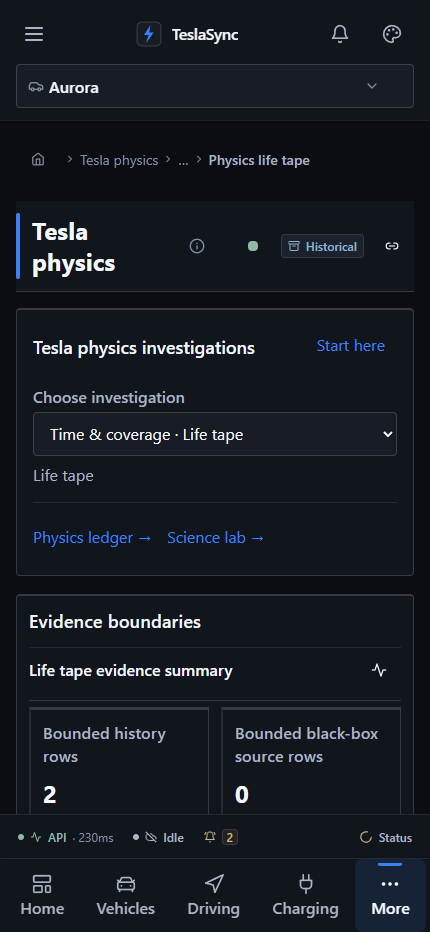 TeslaSync
Aurora
Tesla physics
...
Physics life tape
Tesla
physics
Historical
Tesla physics investigations
Start here
Choose investigation
Time & coverage · Life tape
Life tape
Physics ledger →
Science lab →
Evidence boundaries
Life tape evidence summary
Bounded history
rows
2
Bounded black-box
source rows
0
API · 230ms
Idle
2
Status
Home
Vehicles
Driving
Charging
More